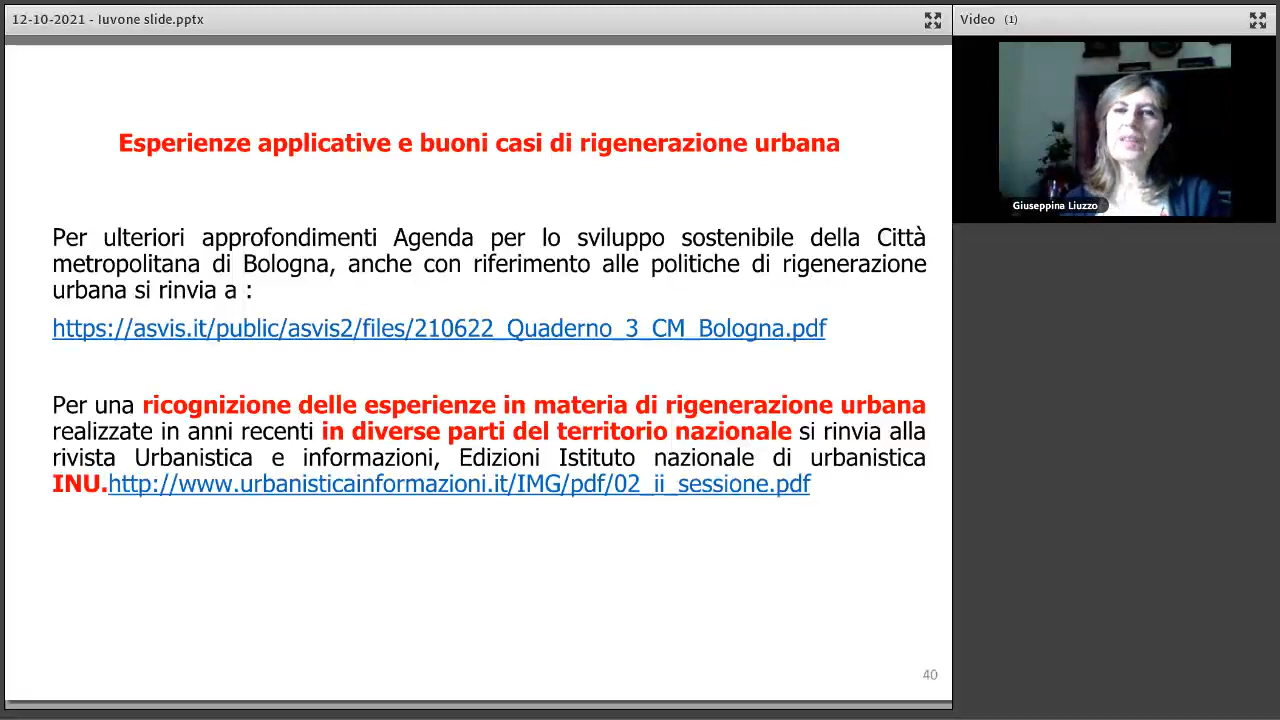 12-10-2021 - Iuvone slide.pptx
Video (1)
Giuseppina Liuzzo
Esperienze applicative e buoni casi di rigenerazione urbana
Per ulteriori approfondimenti Agenda per lo sviluppo sostenibile della Città
metropolitana di Bologna, anche con riferimento alle politiche di rigenerazione
urbana si rinvia a :
https://asvis.it/public/asvis2/files/210622_Quaderno_3_CM_Bologna.pdf
Per una ricognizione delle esperienze in materia di rigenerazione urbana
realizzate in anni recenti in diverse parti del territorio nazionale si rinvia alla
rivista Urbanistica e informazioni, Edizioni Istituto nazionale di urbanistica
INU.http://www.urbanisticainformazioni.it/IMG/pdf/02_ii_sessione.pdf
40